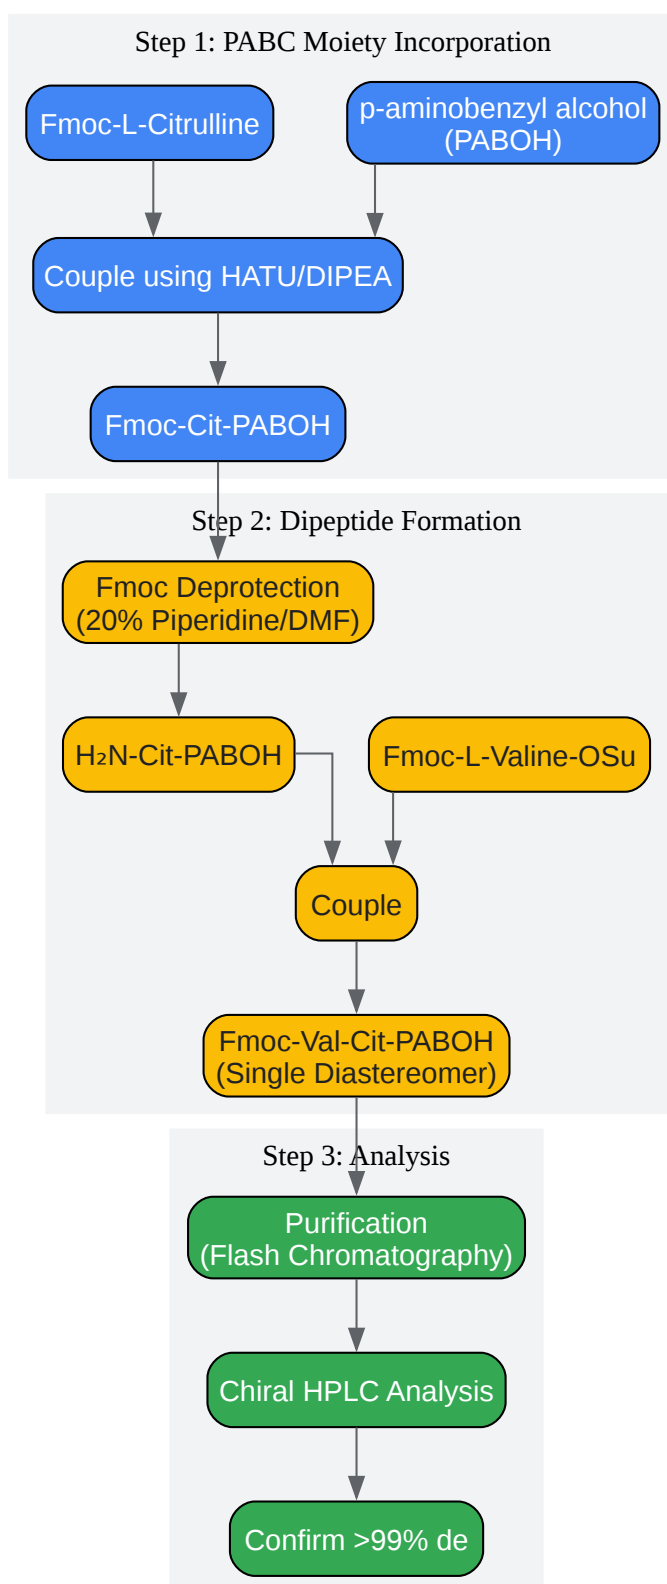 Step 1: PABC Moiety Incorporation
Fmoc-L-Citrulline
p-aminobenzyl alcohol
(PABOH)
Couple using HATU/DIPEA
Fmoc-Cit-PABOH
Step 2: Dipeptide Formation
Fmoc Deprotection
(20% Piperidine/DMF)
H₂N-Cit-PABOH
Fmoc-L-Valine-OSu
Couple
Fmoc-Val-Cit-PABOH
(Single Diastereomer)
Step 3: Analysis
Purification
(Flash Chromatography)
Chiral HPLC Analysis
Confirm >99% de